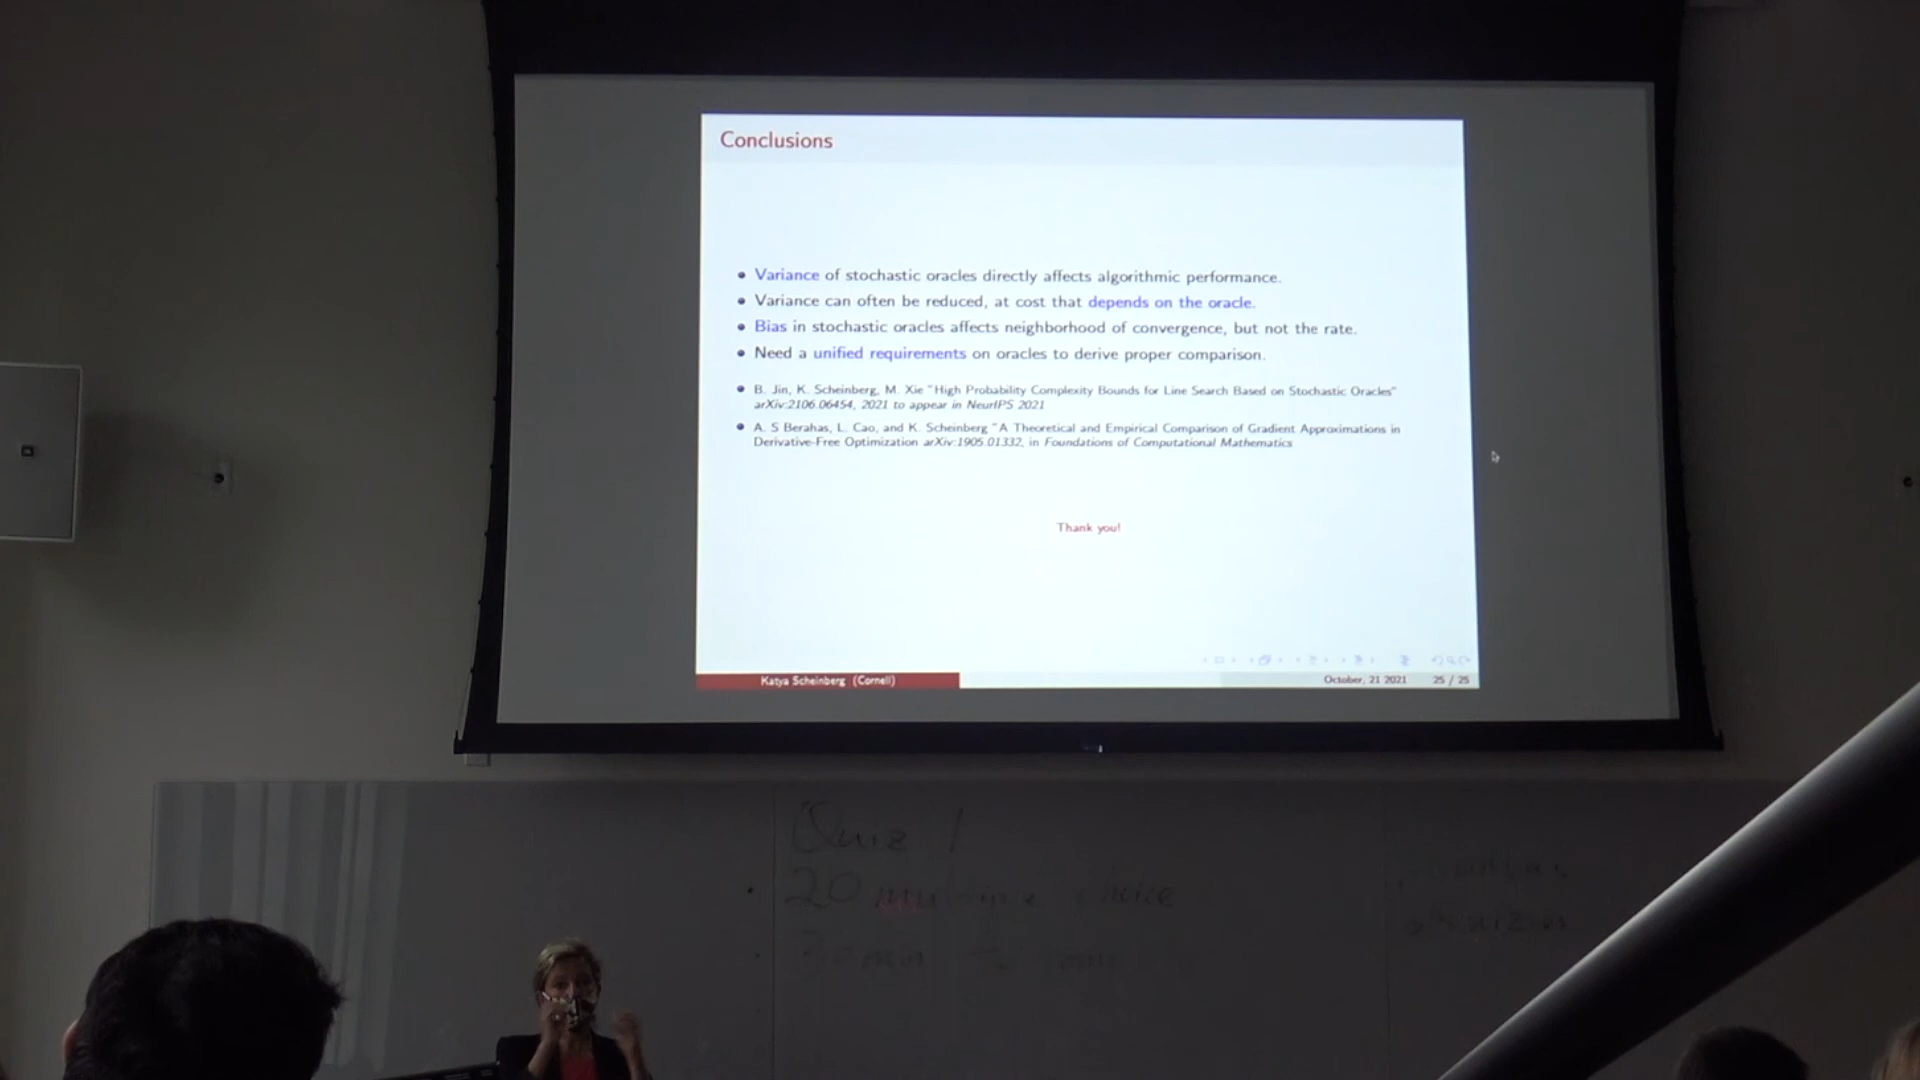 Conclusions
• Variance of stochastic oracles directly affects algorithmic performance.
• Variance can often be reduced, at cost that depends on the oracle.
• Bias in stochastic oracles affects neighborhood of convergence, but not the rate.
• Need a unified requirements on oracles to derive proper comparison.
• B. Jin, K. Scheinberg, M. Xie "High Probability Complexity Bounds for Line Search Based on Stochastic Oracles"
arXiv:2106.06454, 2021 to appear in NeurIPS 2021
• A. S Berahas, L. Cao, and K. Scheinberg "A Theoretical and Empirical Comparison of Gradient Approximations in
Derivative-Free Optimization arXiv:1905.01332, in Foundations of Computational Mathematics
Thank you!
Katya Scheinberg (Cornell)
October, 21 2021 25 / 25
Quiz 1
20